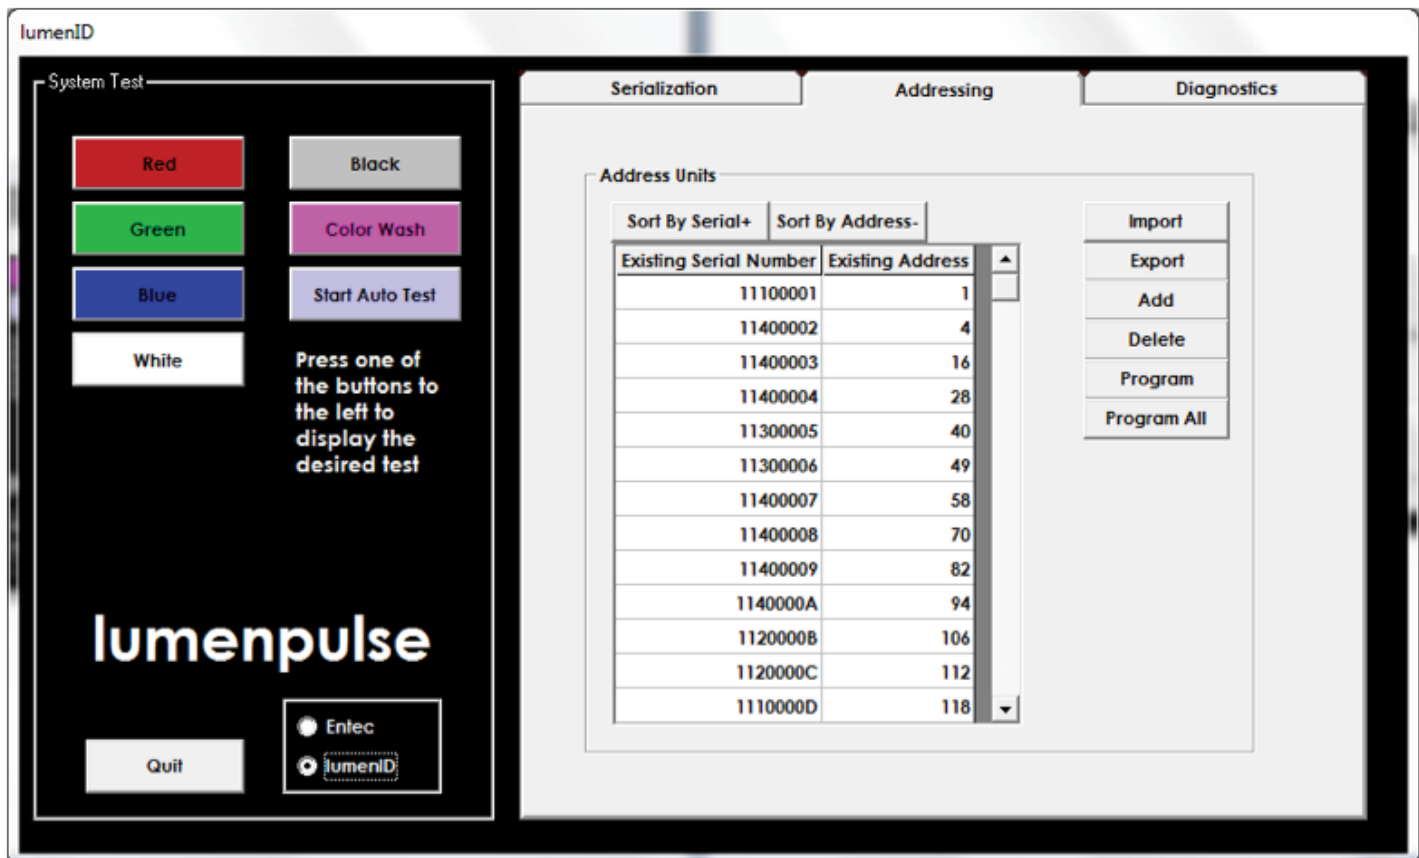 lumenID
System Test
Red
Black
Green
Color Wash
Blue
Start Auto Test
White
Press one of
the buttons to
the left to
display the
desired test
lumenpulse
Entec
lumenID
Quit
Serialization
Addressing
Diagnostics
Address Units
Sort By Serial+ Sort By Address-
Existing Serial Number Existing Address
11100001 1
11400002 4
11400003 16
11400004 28
11300005 40
11300006 49
11400007 58
11400008 70
11400009 82
1140000A 94
1120000B 106
1120000C 112
1110000D 118
Import
Export
Add
Delete
Program
Program All